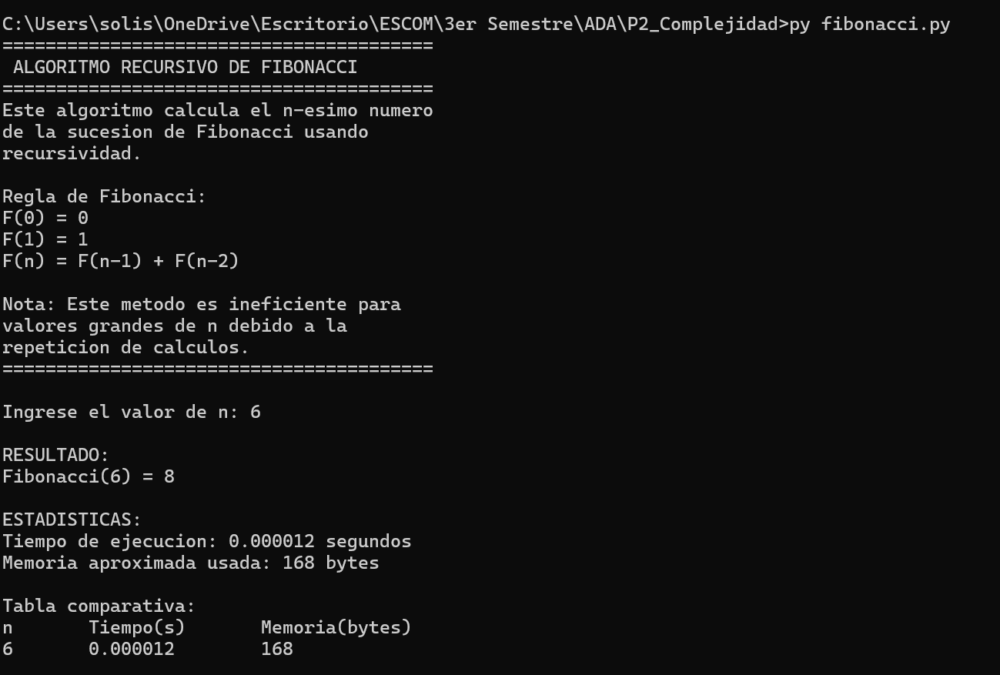 C:\Users\solis\OneDrive\Escritorio\ESCOM\3er Semestre\ADA\P2_Complejidad>py fibonacci.py
========================================
 ALGORITMO RECURSIVO DE FIBONACCI
========================================
Este algoritmo calcula el n-esimo numero
de la sucesion de Fibonacci usando
recursividad.

Regla de Fibonacci:
F(0) = 0
F(1) = 1
F(n) = F(n-1) + F(n-2)

Nota: Este metodo es ineficiente para
valores grandes de n debido a la
repeticion de calculos.
========================================

Ingrese el valor de n: 6

RESULTADO:
Fibonacci(6) = 8

ESTADISTICAS:
Tiempo de ejecucion: 0.000012 segundos
Memoria aproximada usada: 168 bytes

Tabla comparativa:
n       Tiempo(s)       Memoria(bytes)
6       0.000012        168